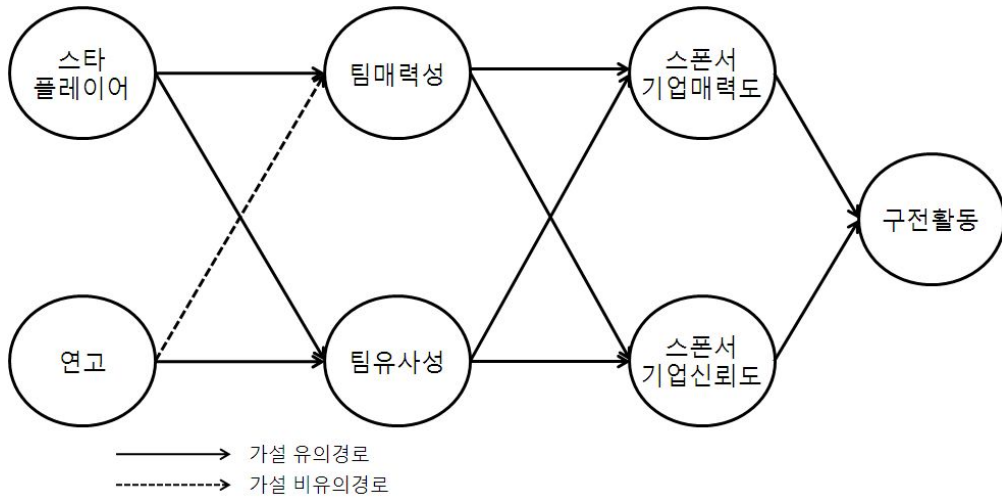 스타
플레이어
팀매력성
스폰서
기업매력도
구전활동
연고
팀유사성
스폰서
기업신뢰도
가설 유의경로
가설 비유의경로